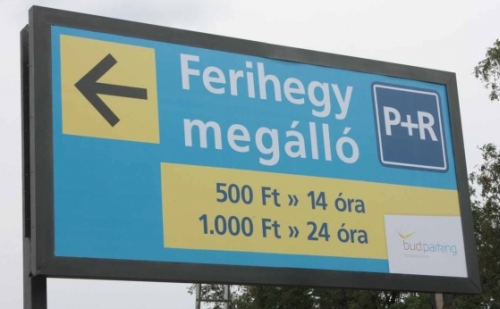 Ferihegy
megálló
P+R
500 Ft » 14 óra
1.000 Ft » 24 óra
budparking